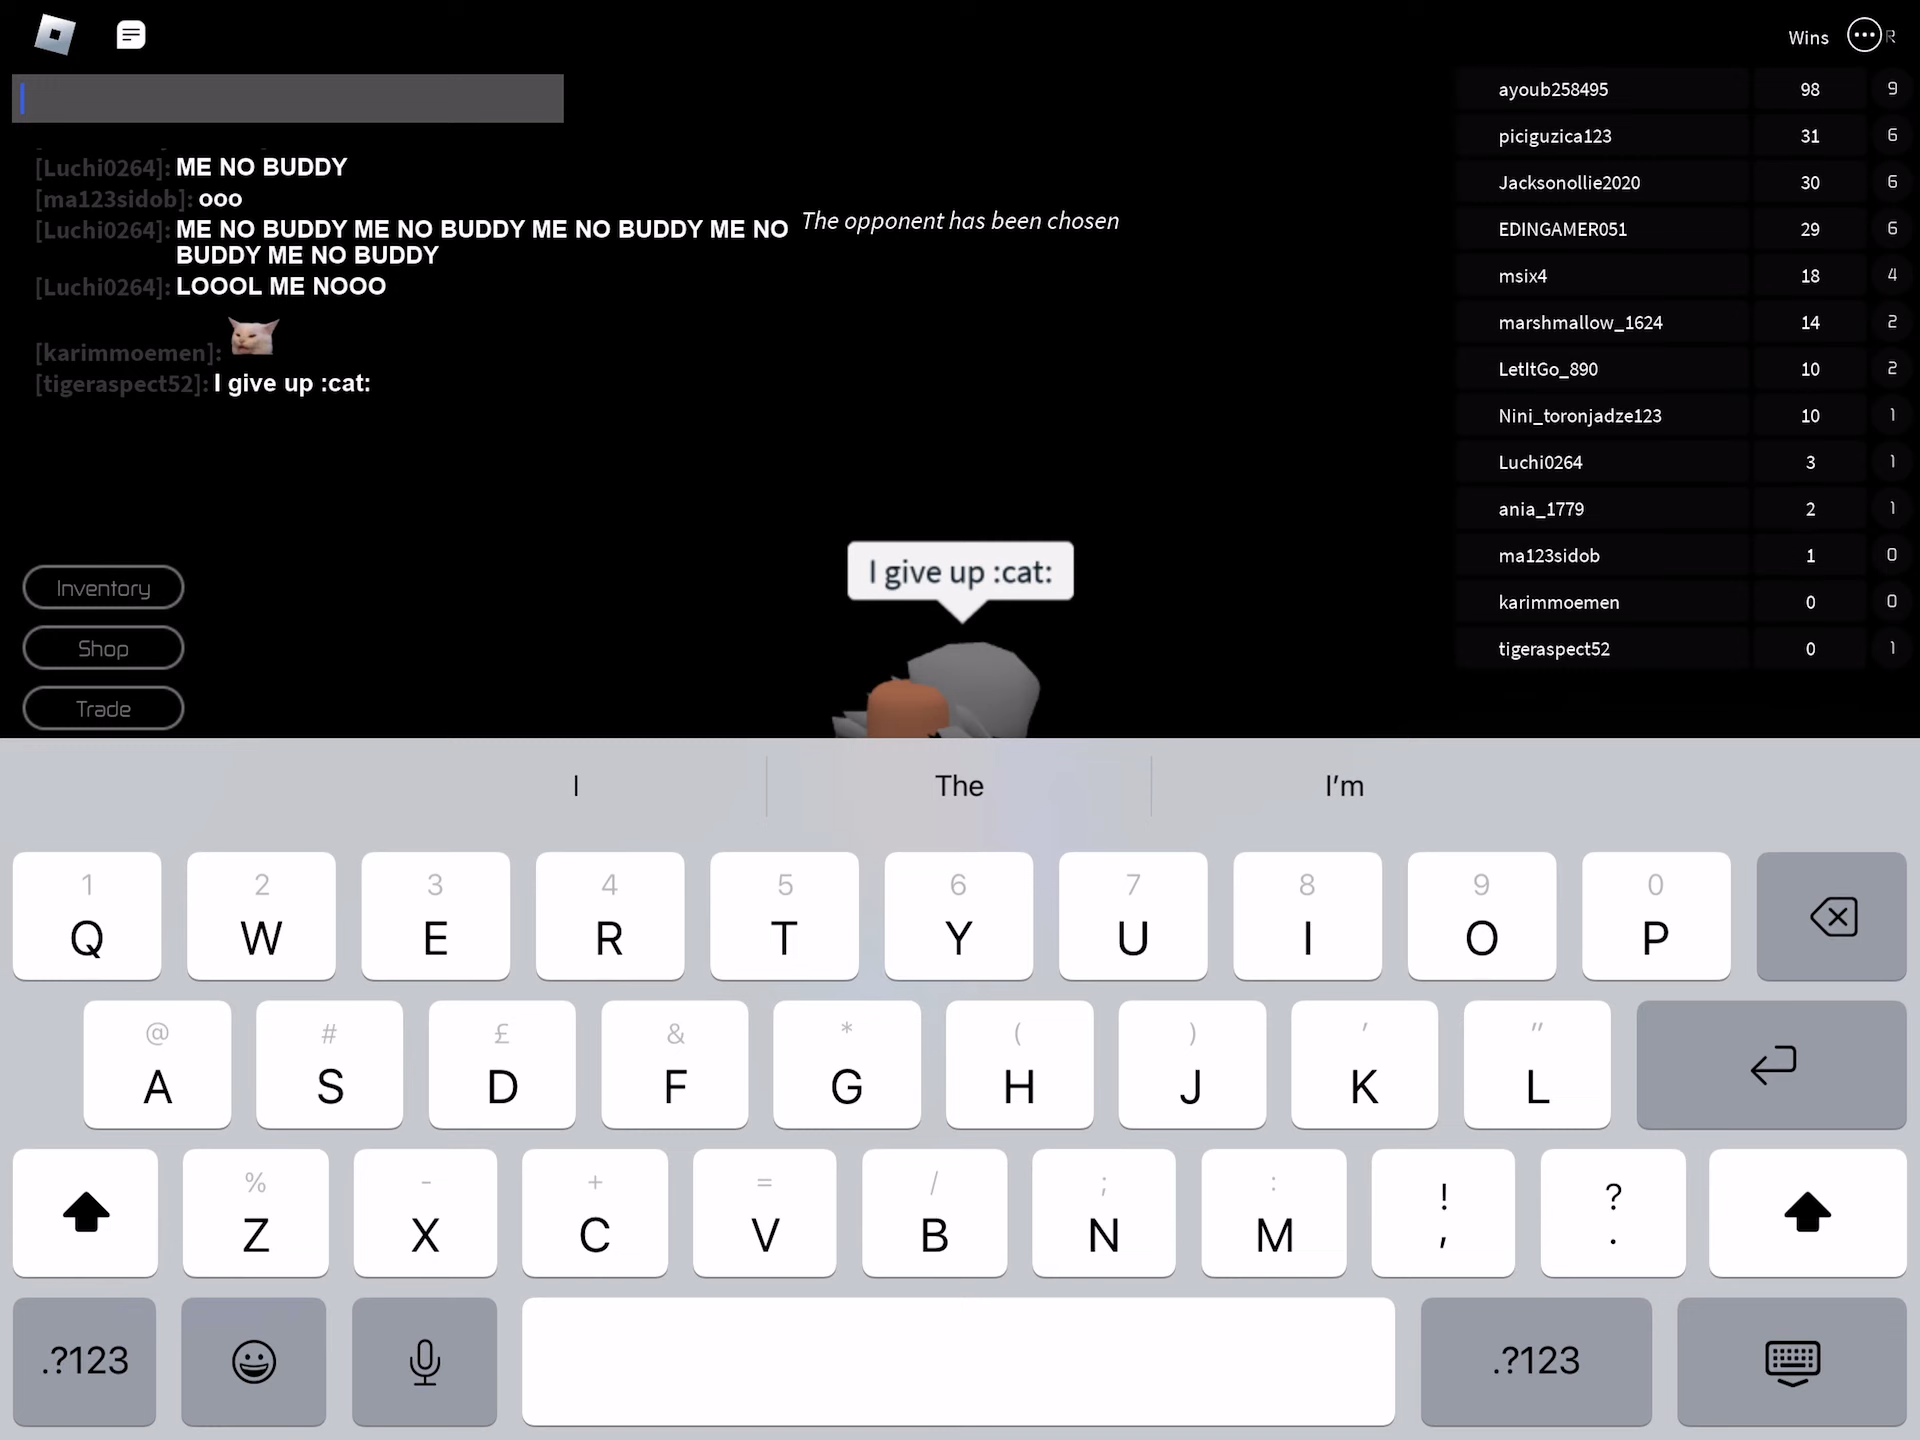 Wins R
[Luchi0264]: ME NO BUDDY
[ma123sidob]: ooo
[Luchi0264]: ME NO BUDDY ME NO BUDDY ME NO BUDDY ME NO
BUDDY ME NO BUDDY
[Luchi0264]: LOOOL ME NOOO
[karimmoemen]:
[tigeraspect52]: I give up :cat:
The opponent has been chosen
ayoub258495 98 9
piciguzica123 31 6
Jacksonollie2020 30 6
EDINGAMER051 29 6
msix4 18 4
marshmallow_1624 14 2
LetItGo_890 10 2
Nini_toronjadze123 10 1
Luchi0264 3 1
ania_1779 2 1
ma123sidob 1 0
karimmoemen 0 0
tigeraspect52 0 1
I give up :cat:
Inventory
Shop
Trade
I The I'm
1 2 3 4 5 6 7 8 9 0
Q W E R T Y U I O P
@ # £ & * ( ) ' "
A S D F G H J K L
% - + = / ; : ! ?
Z X C V B N M , .
.?123 .?123